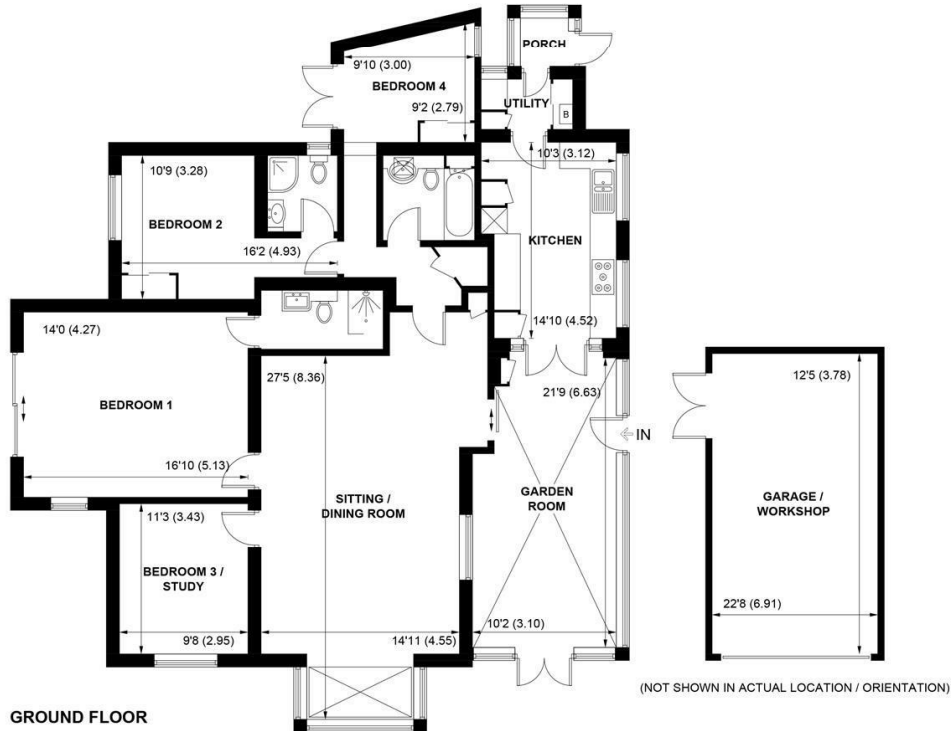 PORCH
9'10 (3.00)
BEDROOM 4
9'2 (2.79)
UTILITY
B
10'3 (3.12)
10'9 (3.28)
BEDROOM 2
16'2 (4.93)
KITCHEN
14'10 (4.52)
14'0 (4.27)
BEDROOM 1
16'10 (5.13)
27'5 (8.36)
21'9 (6.63)
IN
SITTING /
DINING ROOM
GARDEN
ROOM
11'3 (3.43)
BEDROOM 3 /
STUDY
9'8 (2.95)
14'11 (4.55)
10'2 (3.10)
12'5 (3.78)
GARAGE /
WORKSHOP
22'8 (6.91)
(NOT SHOWN IN ACTUAL LOCATION / ORIENTATION)
GROUND FLOOR